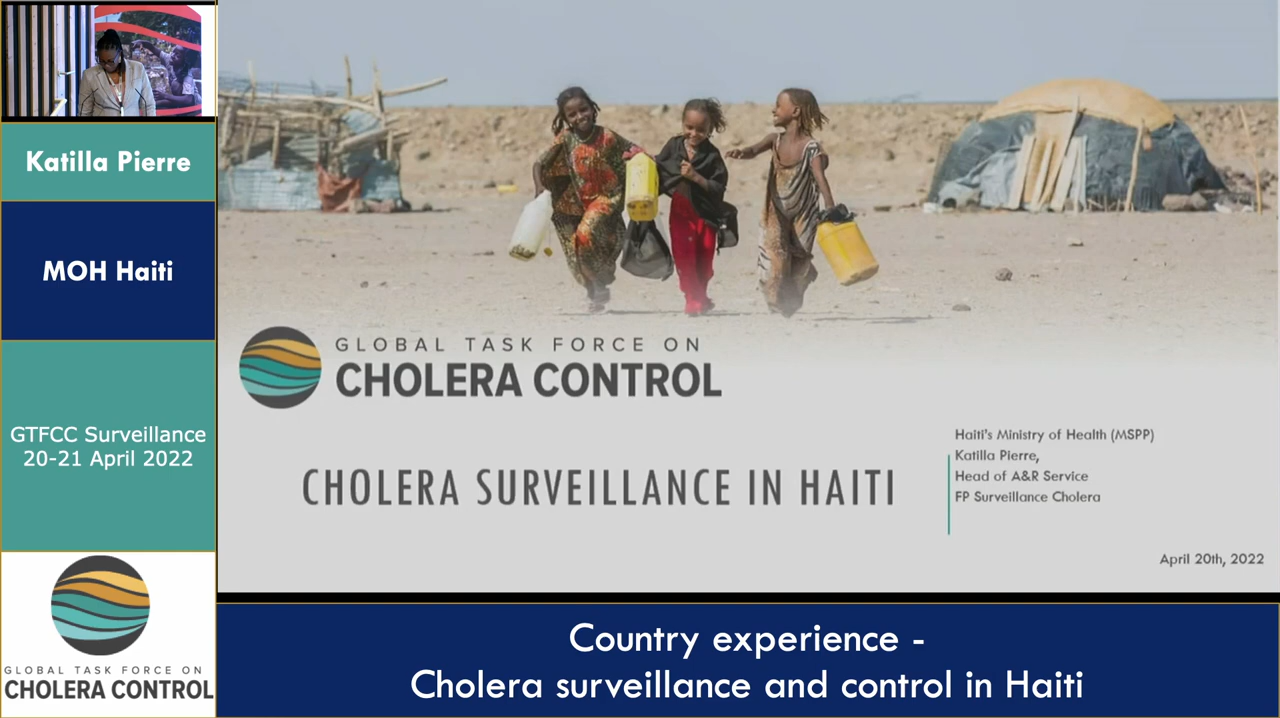 Katilla Pierre
MOH Haiti
GTFCC Surveillance
20-21 April 2022
GLOBAL TASK FORCE ON
CHOLERA CONTROL
GLOBAL TASK FORCE ON
CHOLERA CONTROL
CHOLERA SURVEILLANCE IN HAITI
Haiti's Ministry of Health (MSPP)
Katilla Pierre,
Head of A&R Service
FP Surveillance Cholera
April 20th, 2022
Country experience -
Cholera surveillance and control in Haiti